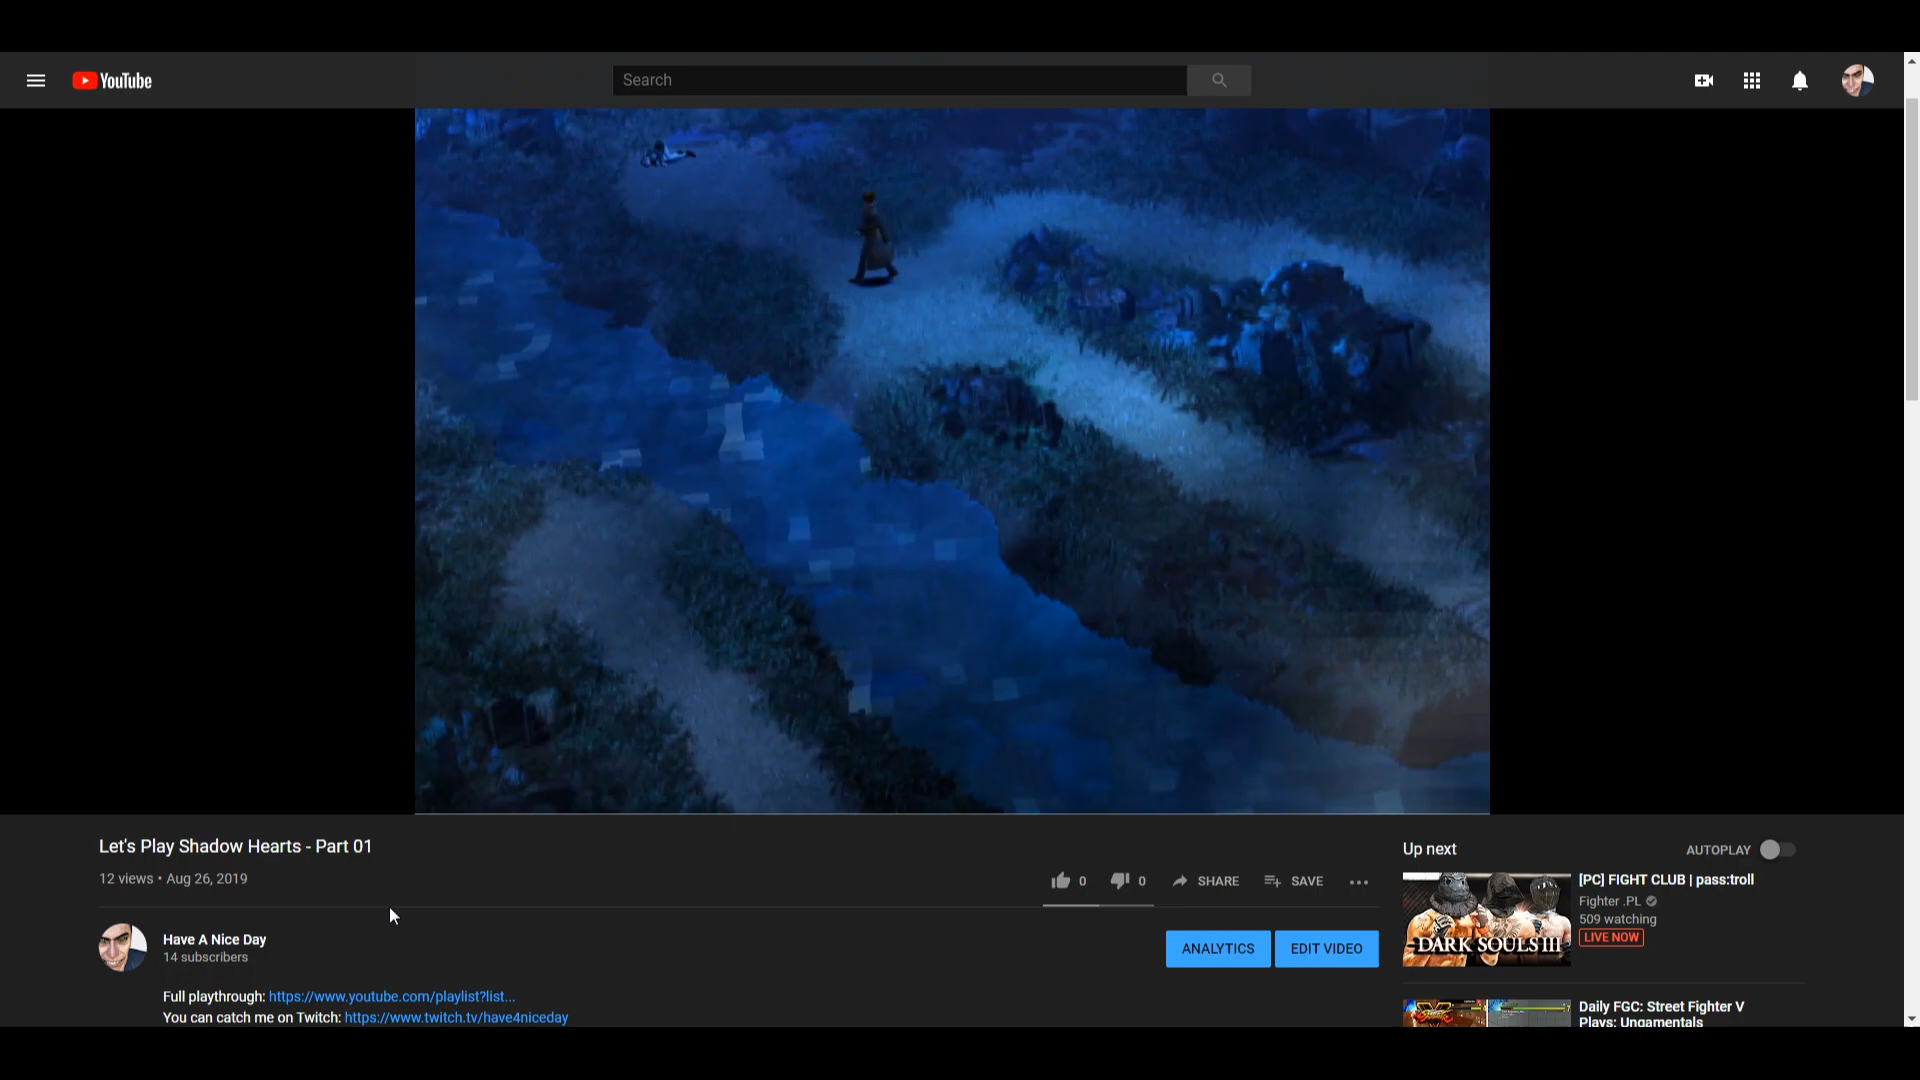 YouTube
Search
Let's Play Shadow Hearts - Part 01
12 views • Aug 26, 2019
0
0
SHARE
SAVE
Have A Nice Day
14 subscribers
ANALYTICS
EDIT VIDEO
Full playthrough: https://www.youtube.com/playlist?list...
You can catch me on Twitch: https://www.twitch.tv/have4niceday
Up next
AUTOPLAY
DARK SOULS III
[PC] FIGHT CLUB | pass:troll
Fighter .PL
509 watching
LIVE NOW
Daily FGC: Street Fighter V
Plays: Ungamentals